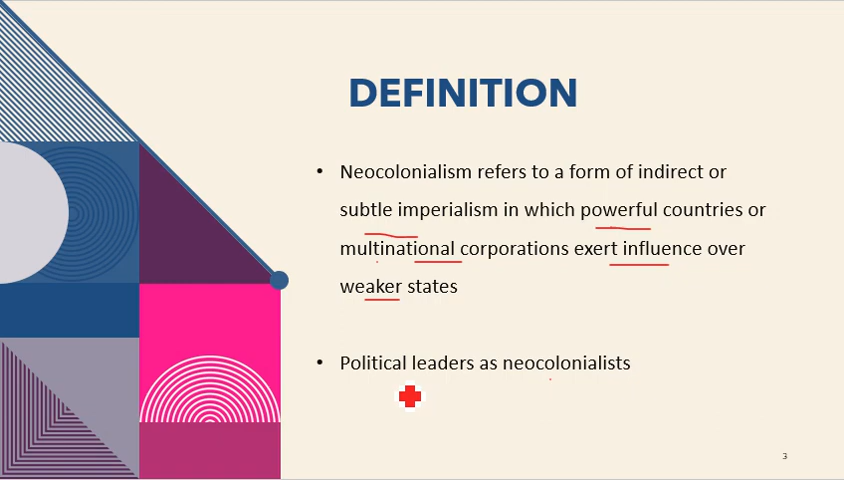 DEFINITION
• Neocolonialism refers to a form of indirect or
subtle imperialism in which powerful countries or
multinational corporations exert influence over
weaker states
• Political leaders as neocolonialists
3